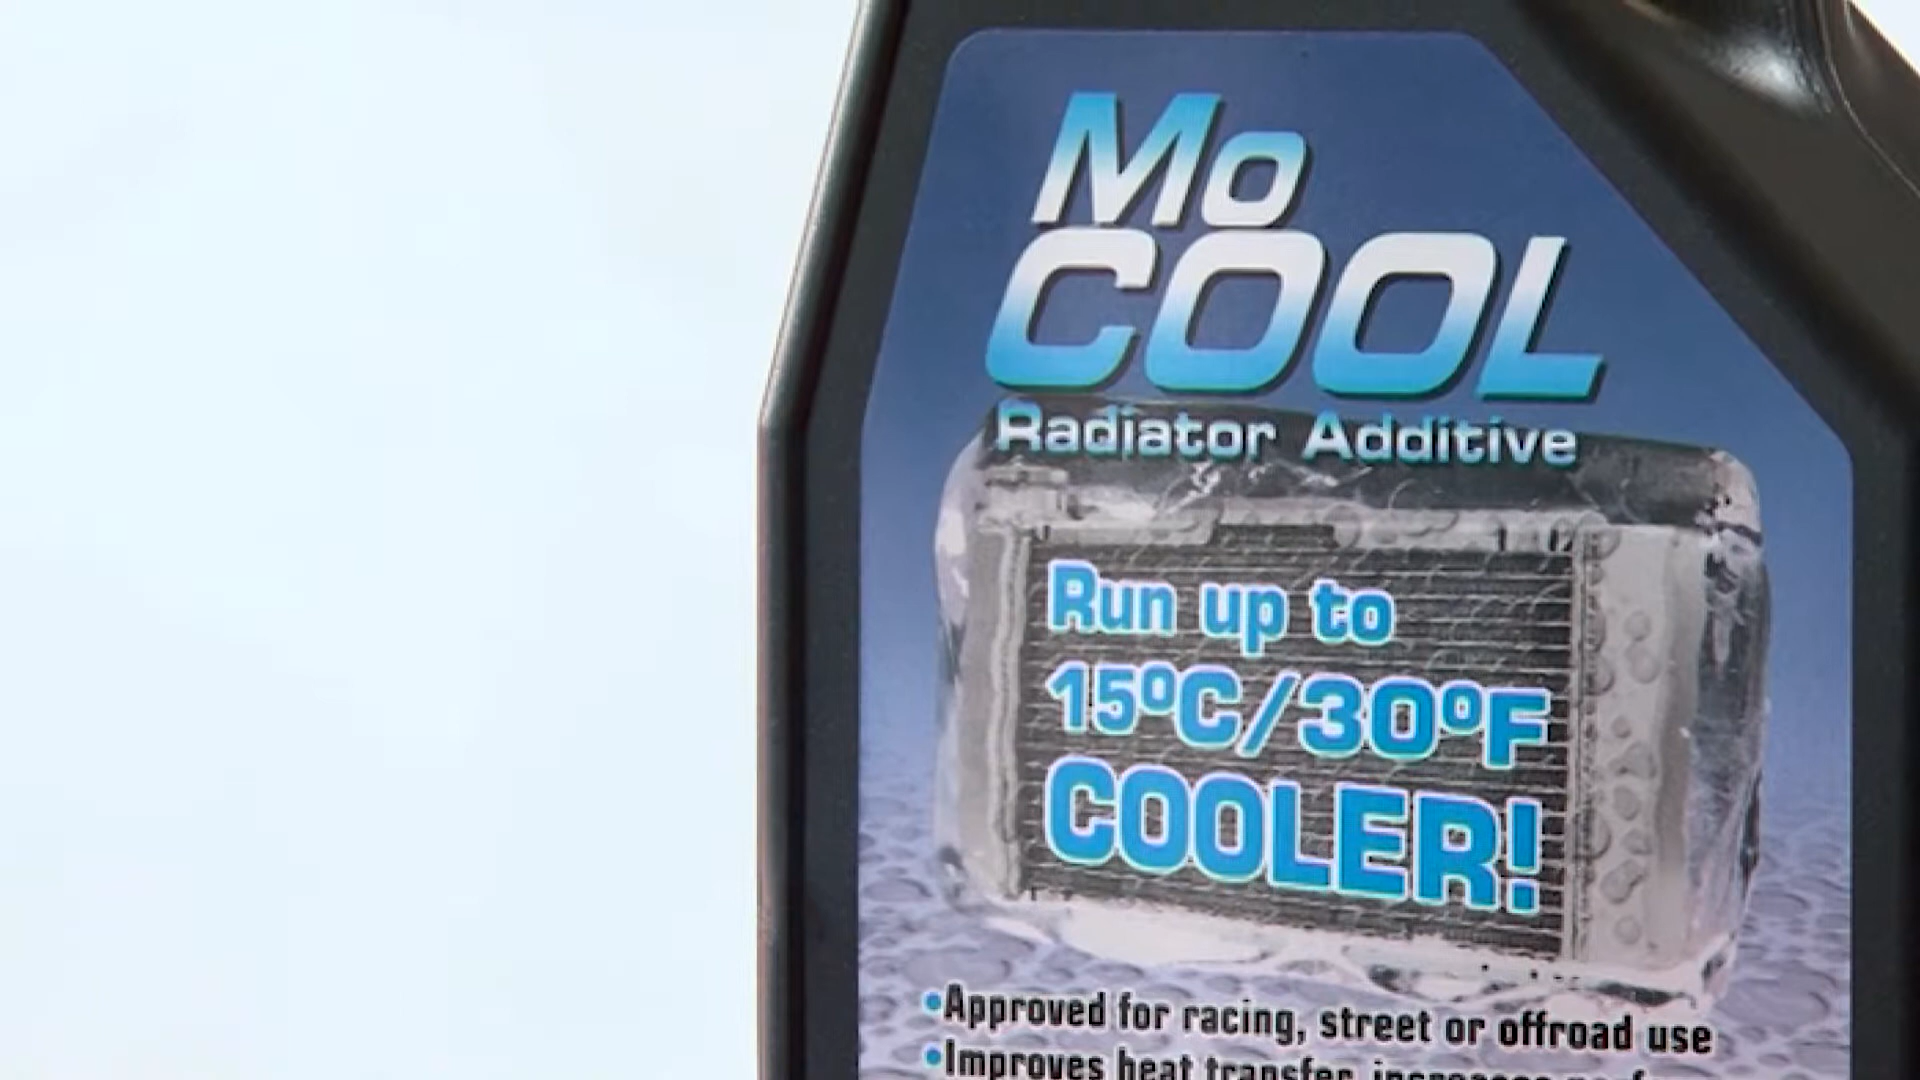 Mo
COOL
Radiator Additive
Run up to
15ºC/30ºF
COOLER!
•Approved for racing, street or offroad use
•Improves heat transfer, increases